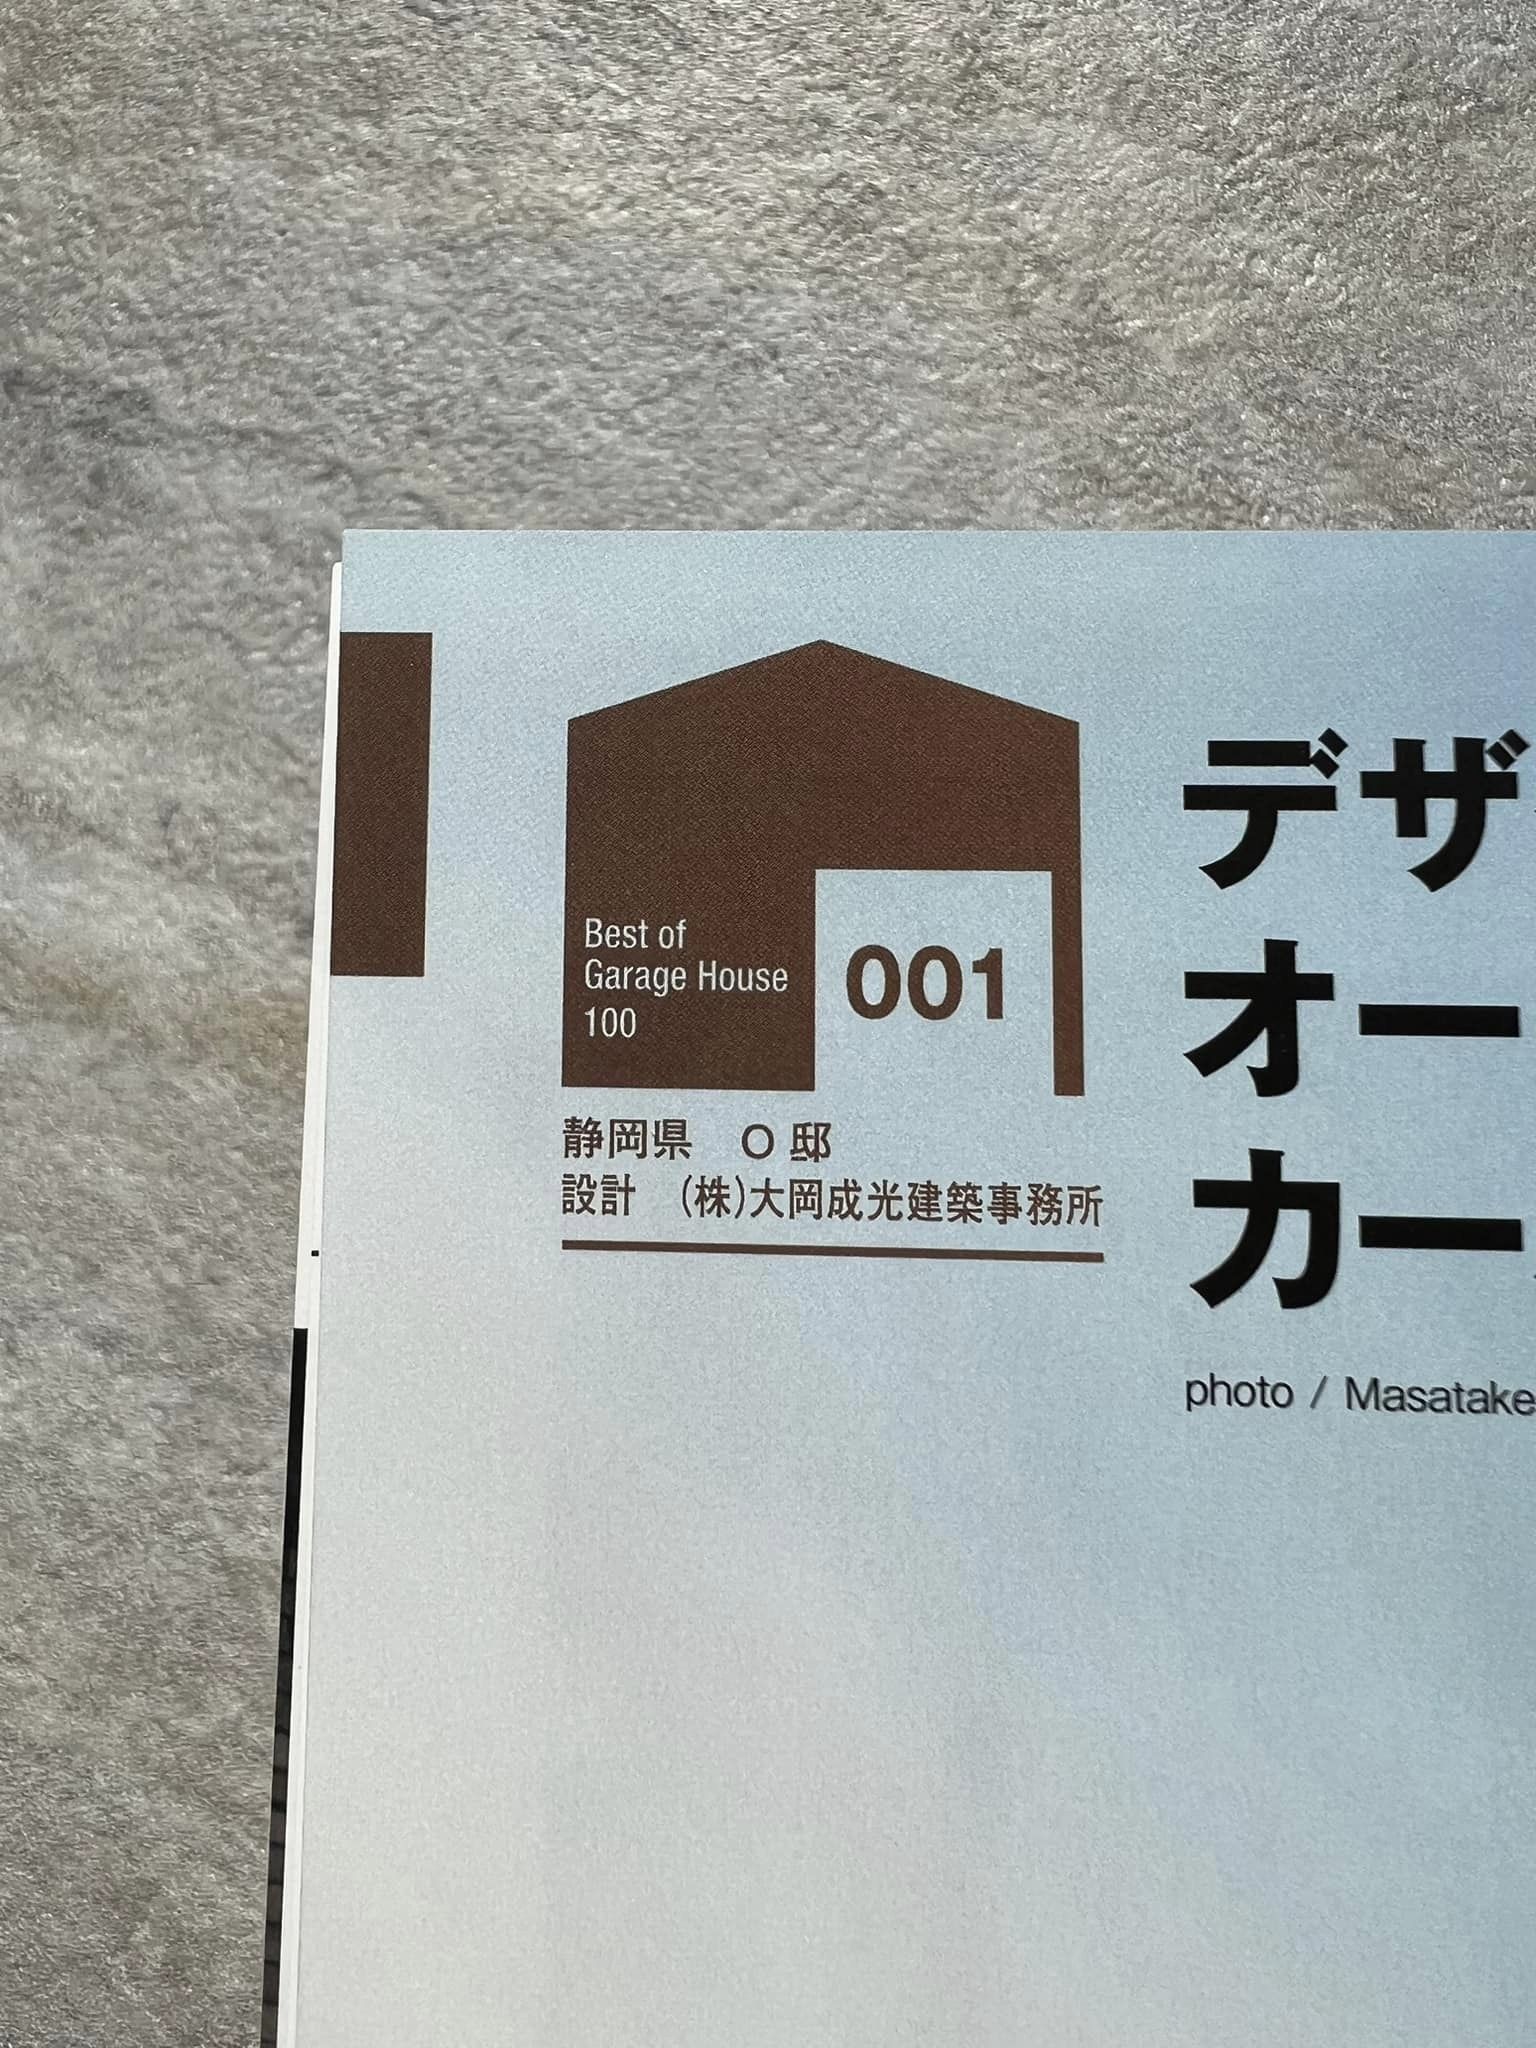 Best of
Garage House
100
001
静岡県　O 邸
設計　(株)大岡成光建築事務所
デザ
オー
カー
photo / Masatake